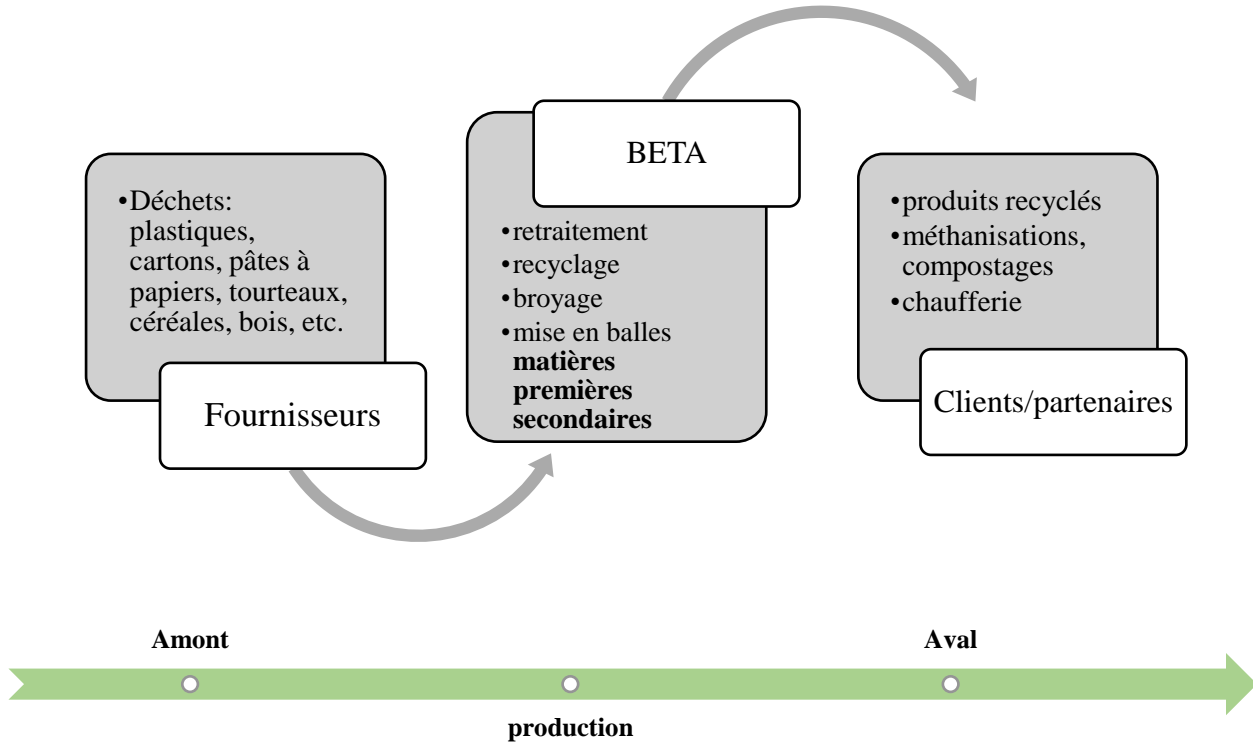 •Déchets:
plastiques,
cartons, pâtes à
papiers, tourteaux,
céréales, bois, etc.
Fournisseurs
BETA
•retraitement
•recyclage
•broyage
•mise en balles
matières
premières
secondaires
•produits recyclés
•méthanisations,
compostages
•chaufferie
Clients/partenaires
Amont
production
Aval